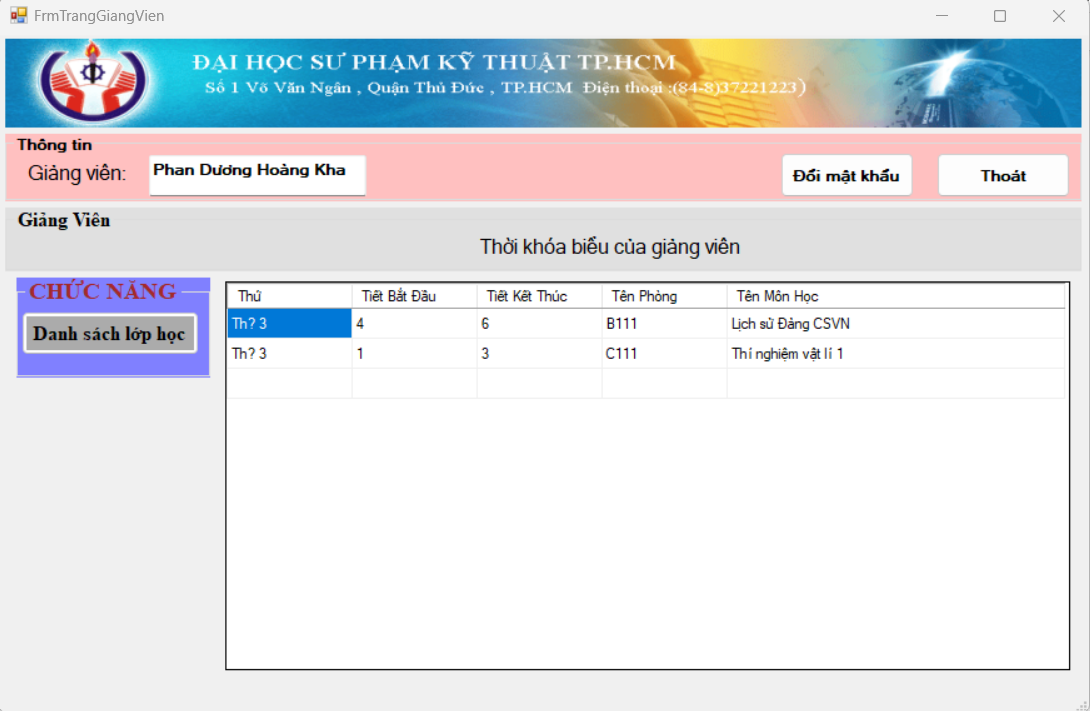 FrmTrangGiangVien
ĐẠI HỌC SƯ PHẠM KỸ THUẬT TP.HCM
Số 1 Võ Văn Ngân , Quận Thủ Đức , TP.HCM Điện thoại :(84-8)37221223)
Thông tin
Giảng viên: Phan Dương Hoàng Kha Đổi mật khẩu Thoát
Giảng Viên
Thời khóa biểu của giảng viên
CHỨC NĂNG
Danh sách lớp học
Thứ Tiết Bắt Đầu Tiết Kết Thúc Tên Phòng Tên Môn Học
Th? 3 4 6 B111 Lịch sử Đảng CSVN
Th? 3 1 3 C111 Thí nghiệm vật lí 1